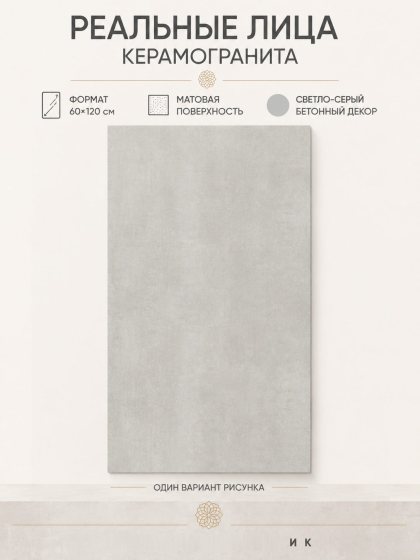 РЕАЛЬНЫЕ ЛИЦА
КЕРАМОГРАНИТА
ФОРМАТ
60×120 см
МАТОВАЯ
ПОВЕРХНОСТЬ
СВЕТЛО-СЕРЫЙ
БЕТОННЫЙ ДЕКОР
ОДИН ВАРИАНТ РИСУНКА
И К